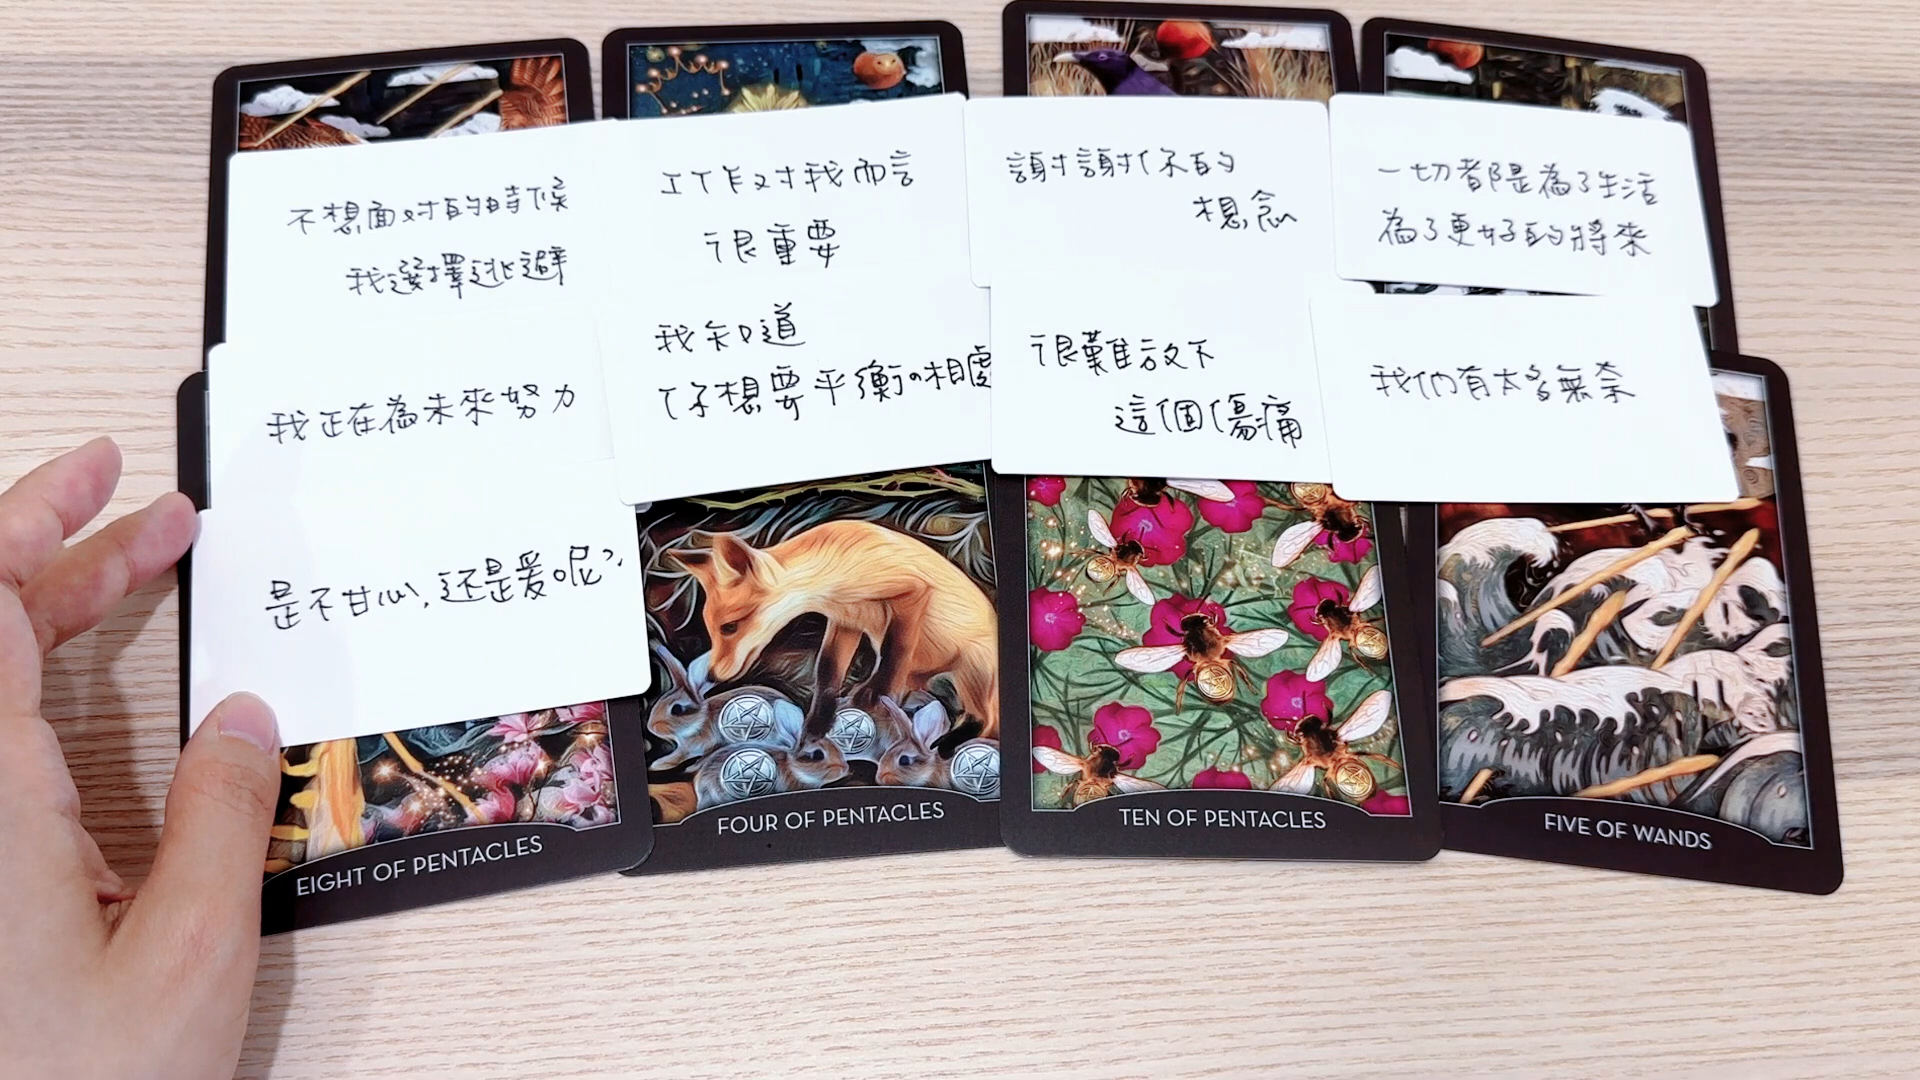 不想面对的時候
我選擇逃避
工作对我而言
很重要
謝謝你的
想念
一切都是為了生活
為了更好的將來
我正在為未來努力
我知道
你想要平衡的相處
很難放下
這個傷痛
我們有太多無奈
是不甘心，还是爱呢？
EIGHT OF PENTACLES
FOUR OF PENTACLES
TEN OF PENTACLES
FIVE OF WANDS